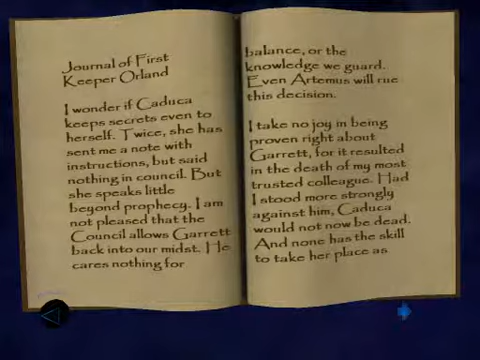 Journal of First
Keeper Orland
I wonder if Caduca
keeps secrets even to
herself. Twice, she has
sent me a note with
instructions, but said
nothing in council. But
she speaks little
beyond prophecy. I am
not pleased that the
Council allows Garrett
back into our midst. He
cares nothing for
balance, or the
knowledge we guard.
Even Artemus will rue
this decision.
I take no joy in being
proven right about
Garrett, for it resulted
in the death of my most
trusted colleague. Had
I stood more strongly
against him, Caduca
would not now be dead.
And none has the skill
to take her place as